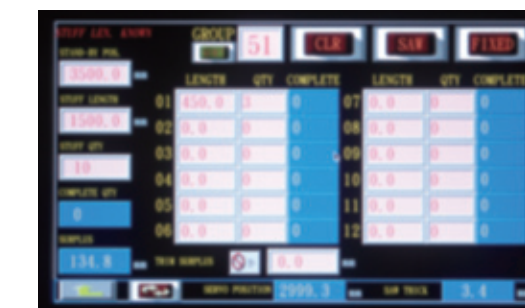 STUFF LEN. KNOWN GROUP 51 CLR SAW FIXED
STAND-BY POS.
3500.0 mm LENGTH QTY COMPLETE LENGTH QTY COMPLETE
STUFF LENGTH
01 450.0 3 0 07 0.0 0 0
1500.0 mm 02 0.0 0 0 08 0.0 0 0
STUFF QTY
03 0.0 0 0 09 0.0 0 0
10 04 0.0 0 0 10 0.0 0 0
COMPLETE QTY
05 0.0 0 0 11 0.0 0 0
0 06 0.0 0 0 12 0.0 0 0
SURPLUS
134.8 mm TRIM SURPLUS 0.0 mm
SERVO POSITION 2999.3 mm SAW THICK 3.4 mm